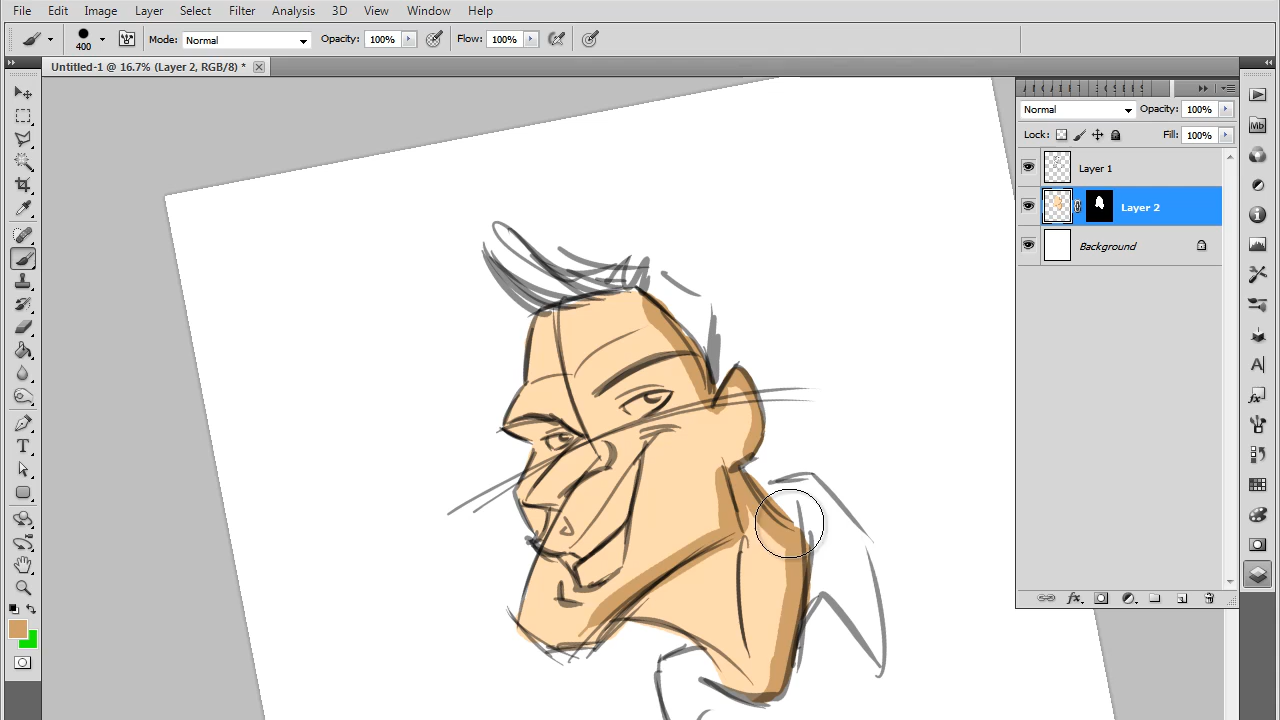 File Edit Image Layer Select Filter Analysis 3D View Window Help
400 Mode: Normal Opacity: 100% Flow: 100%
Untitled-1 @ 16.7% (Layer 2, RGB/8) *
Normal Opacity: 100%
Lock: Fill: 100%
Layer 1
Layer 2
Background